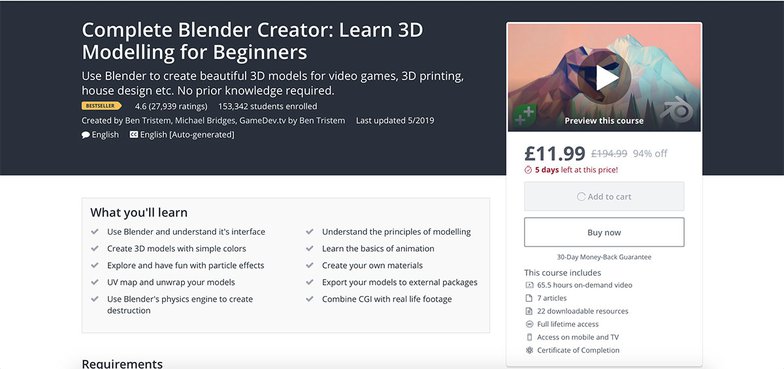 Complete Blender Creator: Learn 3D
Modelling for Beginners
Use Blender to create beautiful 3D models for video games, 3D printing,
house design etc. No prior knowledge required.
BESTSELLER 4.6 (27,939 ratings) 153,342 students enrolled
Created by Ben Tristem, Michael Bridges, GameDev.tv by Ben Tristem Last updated 5/2019
English CC English [Auto-generated]
Preview this course
£11.99 £194.99 94% off
5 days left at this price!
Add to cart
Buy now
30-Day Money-Back Guarantee
This course includes
65.5 hours on-demand video
7 articles
22 downloadable resources
Full lifetime access
Access on mobile and TV
Certificate of Completion
What you'll learn
Use Blender and understand it's interface
Create 3D models with simple colors
Explore and have fun with particle effects
UV map and unwrap your models
Use Blender's physics engine to create
destruction
Understand the principles of modelling
Learn the basics of animation
Create your own materials
Export your models to external packages
Combine CGI with real life footage
Requirements